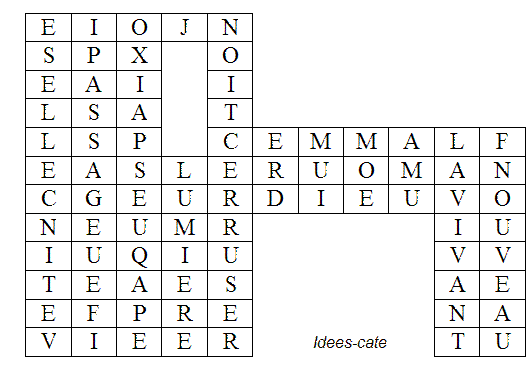 E I O J N
S P X O
E A I I
L S A T
L S P C E M M A L F
E A S L E R U O M A N
C G E U R D I E U V O
N E U M R I U
I U Q I U V V
T E A E S A E
E F P R E N A
V I E E R T U
Idees-cate